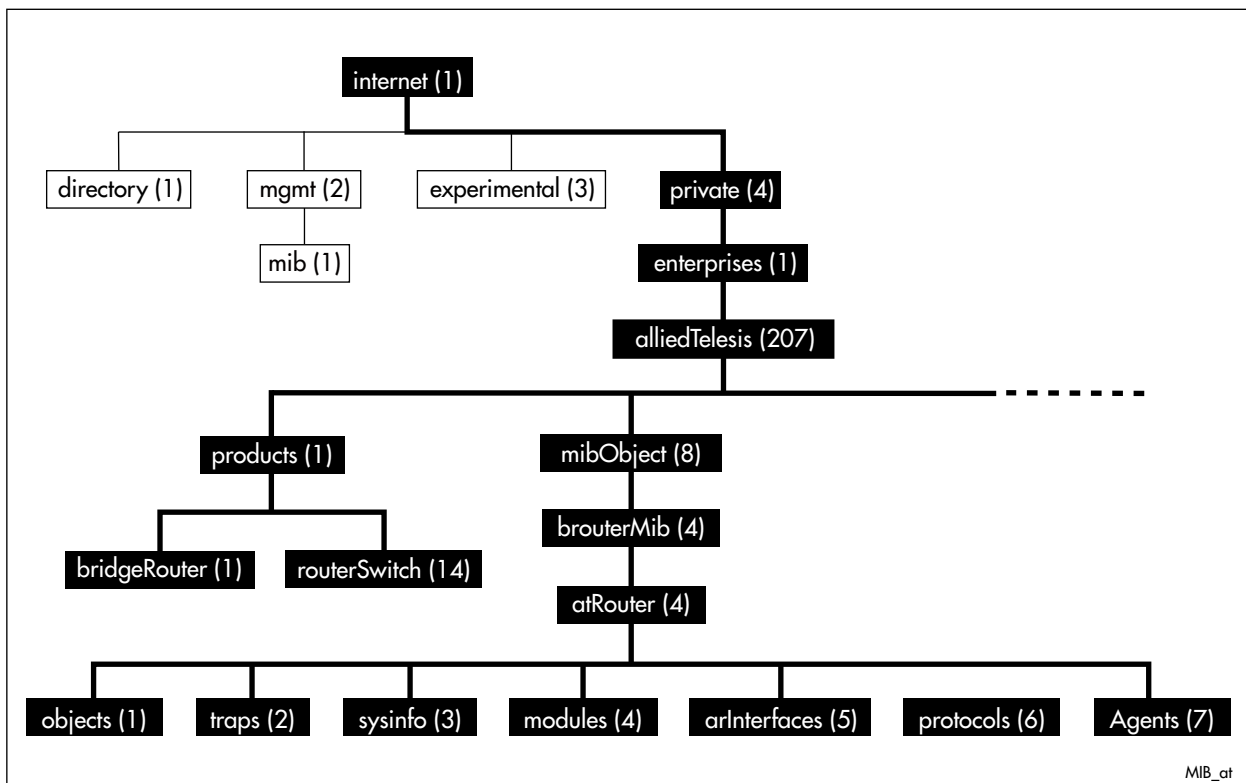 internet (1)
directory (1)
mgmt (2)
experimental (3)
private (4)
mib (1)
enterprises (1)
alliedTelesis (207)
products (1)
mibObject (8)
brouterMib (4)
bridgeRouter (1)
routerSwitch (14)
atRouter (4)
objects (1)
traps (2)
sysinfo (3)
modules (4)
arInterfaces (5)
protocols (6)
Agents (7)
MIB_at